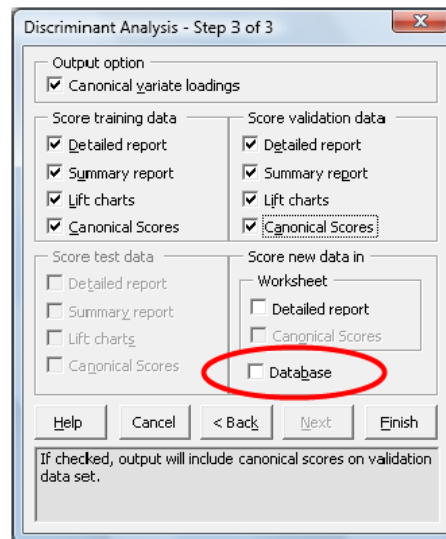 Discriminant Analysis - Step 3 of 3
Output option
Canonical variate loadings
Score training data
Detailed report
Summary report
Lift charts
Canonical Scores
Score validation data
Detailed report
Summary report
Lift charts
Canonical Scores
Score test data
Detailed report
Summary report
Lift charts
Canonical Scores
Score new data in
Worksheet
Detailed report
Canonical Scores
Database
Help
Cancel
< Back
Next
Finish
If checked, output will include canonical scores on validation
data set.